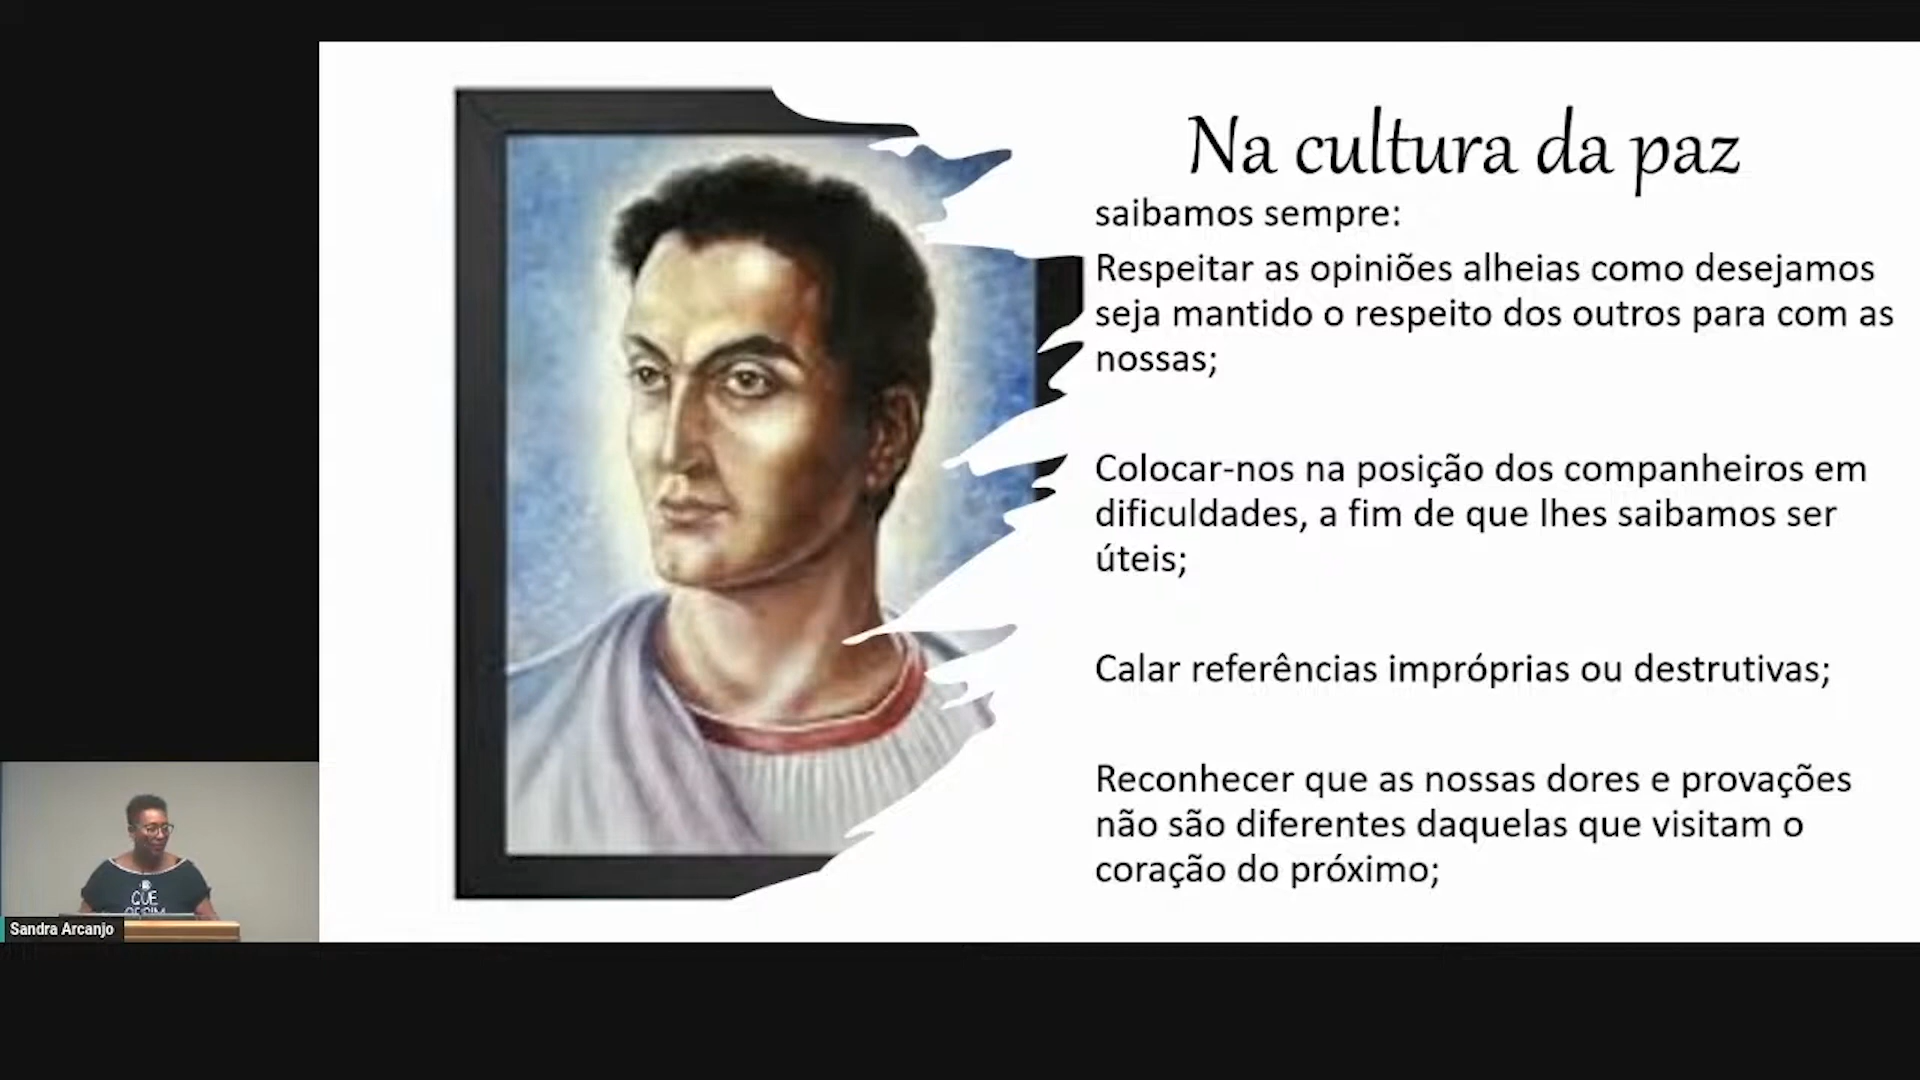 Na cultura da paz
saibamos sempre:
Respeitar as opiniões alheias como desejamos
seja mantido o respeito dos outros para com as
nossas;
Colocar-nos na posição dos companheiros em
dificuldades, a fim de que lhes saibamos ser
úteis;
Calar referências impróprias ou destrutivas;
Reconhecer que as nossas dores e provações
não são diferentes daquelas que visitam o
coração do próximo;
QUE
Sandra Arcanjo